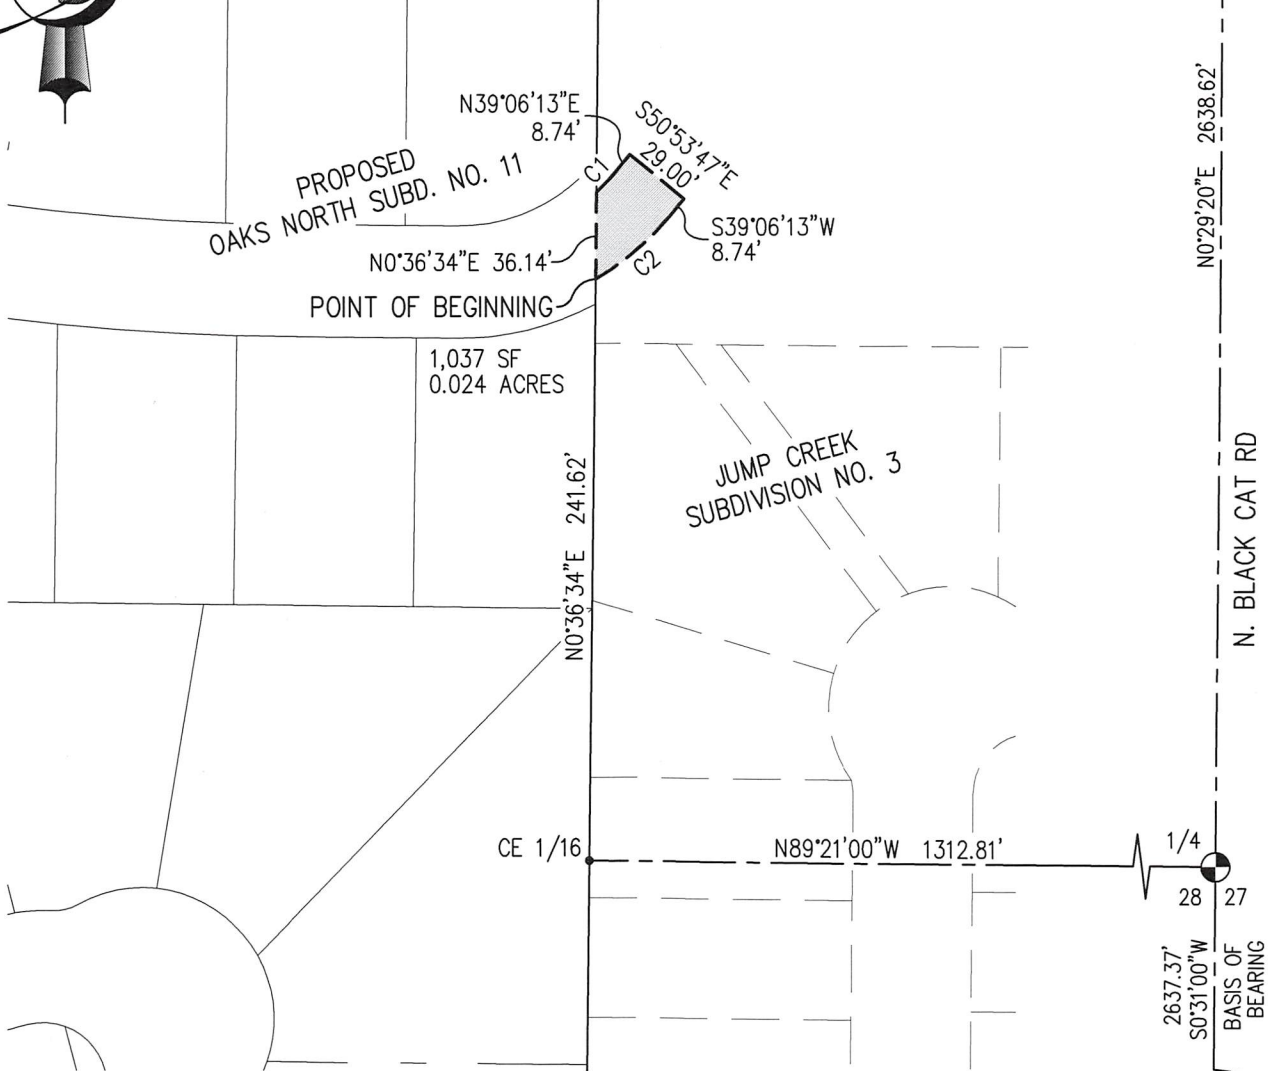 N39°06'13"E
8.74'
S50°53'47"E
29.00'
C1
PROPOSED
OAKS NORTH SUBD. NO. 11
S39°06'13"W
8.74'
N0°36'34"E 36.14'
C2
POINT OF BEGINNING
1,037 SF
0.024 ACRES
N0°29'20"E 2638.62'
JUMP CREEK
SUBDIVISION NO. 3
N. BLACK CAT RD
N0°36'34"E 241.62'
CE 1/16
N89°21'00"W 1312.81'
1/4
28
27
2637.37'
S0°31'00"W
BASIS OF
BEARING